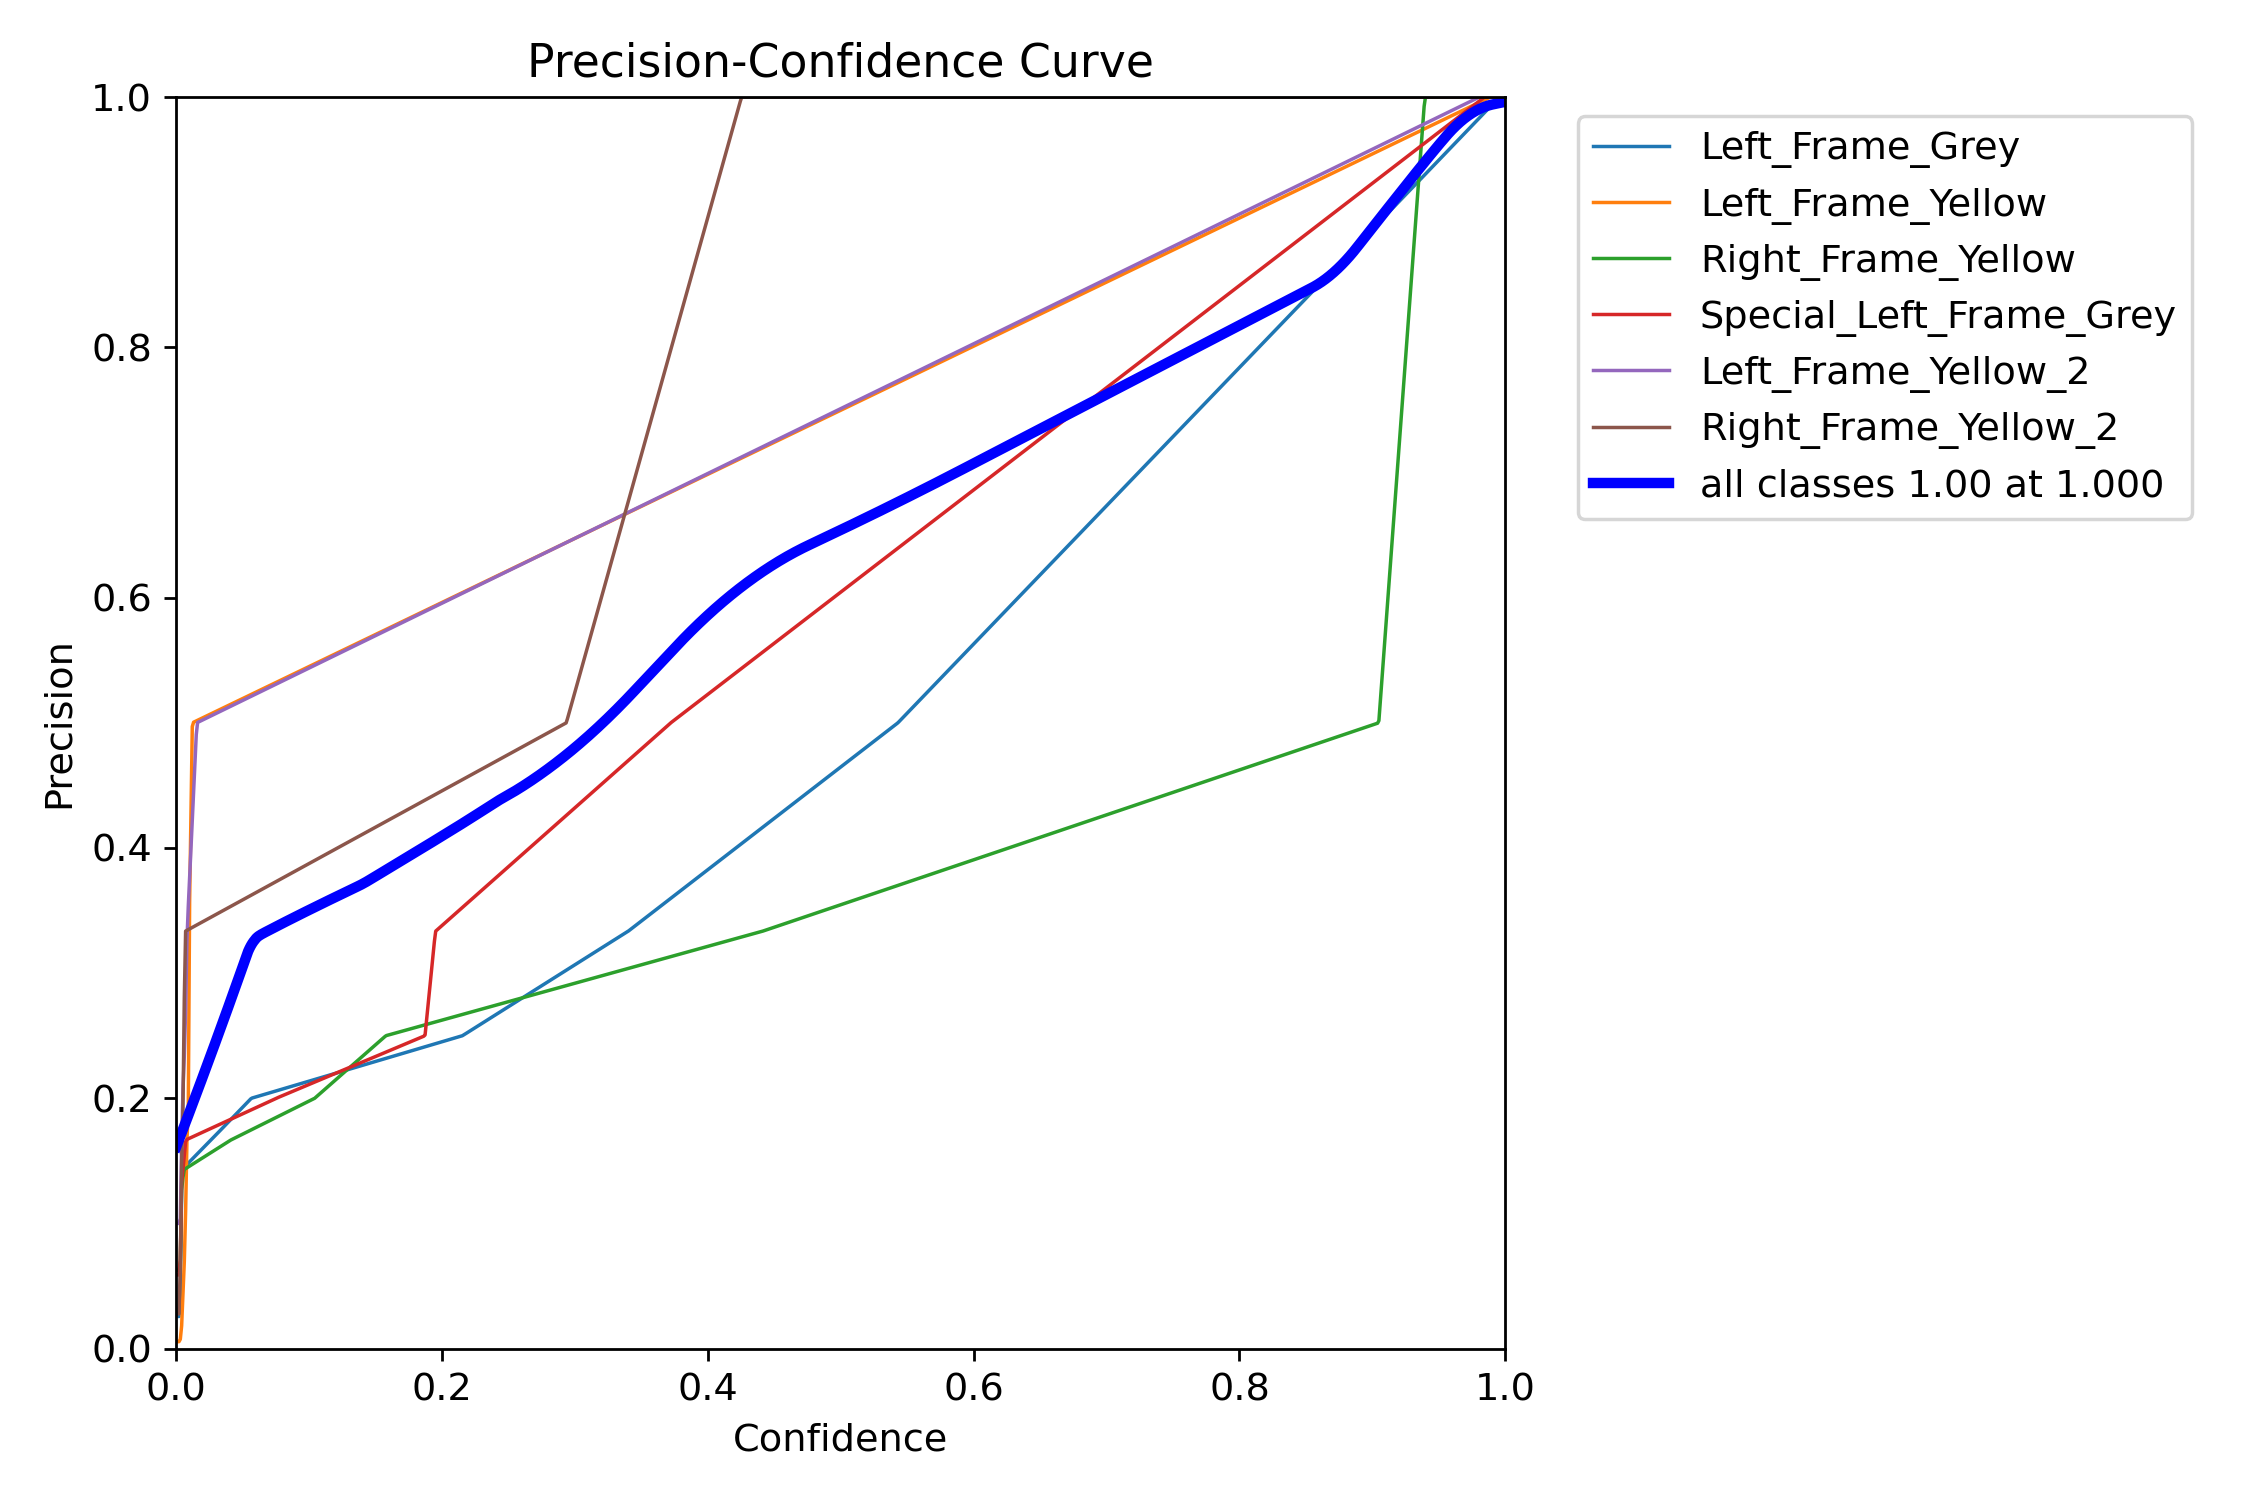 Precision-Confidence Curve
1.0
0.8
0.6
0.4
0.2
0.0
Precision
0.0 0.2 0.4 0.6 0.8 1.0
Confidence
Left_Frame_Grey
Left_Frame_Yellow
Right_Frame_Yellow
Special_Left_Frame_Grey
Left_Frame_Yellow_2
Right_Frame_Yellow_2
all classes 1.00 at 1.000